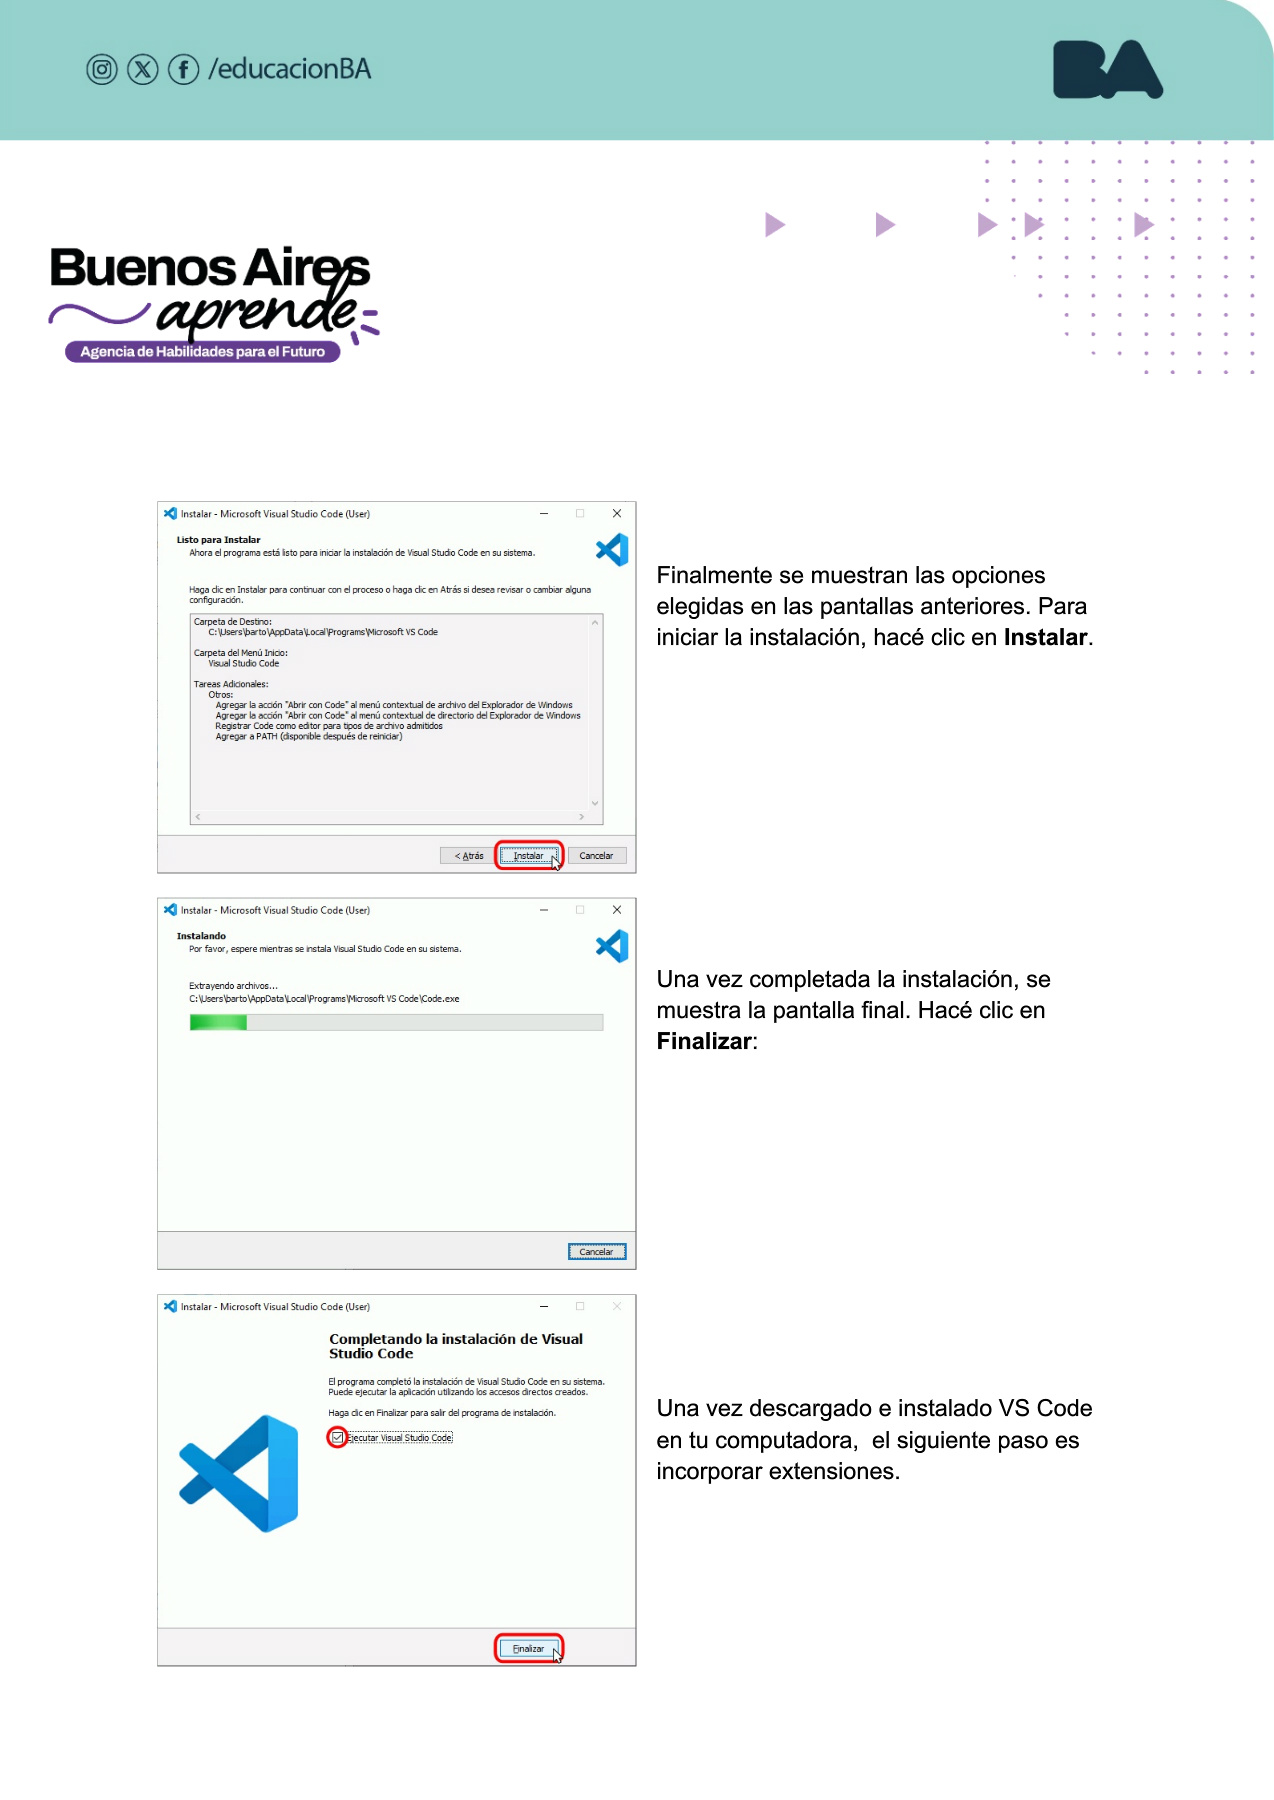 /educacionBA
BA
Buenos Aires
aprende
Agencia de Habilidades para el Futuro
Instalar - Microsoft Visual Studio Code (User)
Listo para Instalar
Ahora el programa está listo para iniciar la instalación de Visual Studio Code en su sistema.
Haga clic en Instalar para continuar con el proceso o haga clic en Atrás si desea revisar o cambiar alguna
configuración.
Carpeta de Destino:
C:\Users\barto\AppData\Local\Programs\Microsoft VS Code
Carpeta del Menú Inicio:
Visual Studio Code
Tareas Adicionales:
Otros:
Agregar la acción "Abrir con Code" al menú contextual de archivo del Explorador de Windows
Agregar la acción "Abrir con Code" al menú contextual de directorio del Explorador de Windows
Registrar Code como editor para tipos de archivo admitidos
Agregar a PATH (disponible después de reiniciar)
< Atrás
Instalar
Cancelar
Finalmente se muestran las opciones
elegidas en las pantallas anteriores. Para
iniciar la instalación, hacé clic en Instalar.
Instalar - Microsoft Visual Studio Code (User)
Instalando
Por favor, espere mientras se instala Visual Studio Code en su sistema.
Extrayendo archivos...
C:\Users\barto\AppData\Local\Programs\Microsoft VS Code\Code.exe
Cancelar
Una vez completada la instalación, se
muestra la pantalla final. Hacé clic en
Finalizar:
Instalar - Microsoft Visual Studio Code (User)
Completando la instalación de Visual
Studio Code
El programa completó la instalación de Visual Studio Code en su sistema.
Puede ejecutar la aplicación utilizando los accesos directos creados.
Haga clic en Finalizar para salir del programa de instalación.
Ejecutar Visual Studio Code
Finalizar
Una vez descargado e instalado VS Code
en tu computadora,  el siguiente paso es
incorporar extensiones.